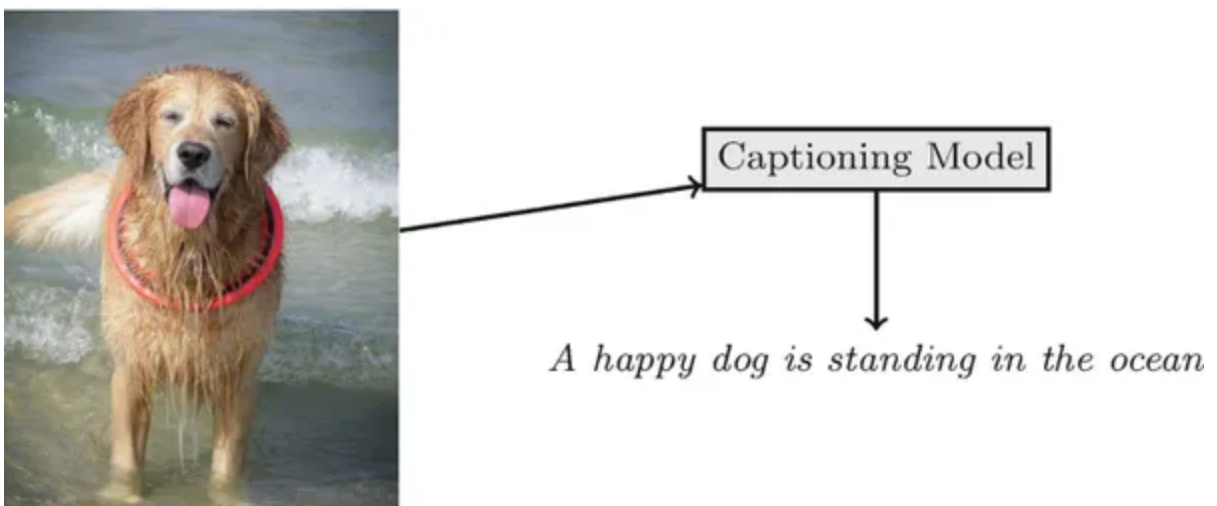 Captioning Model
A happy dog is standing in the ocean